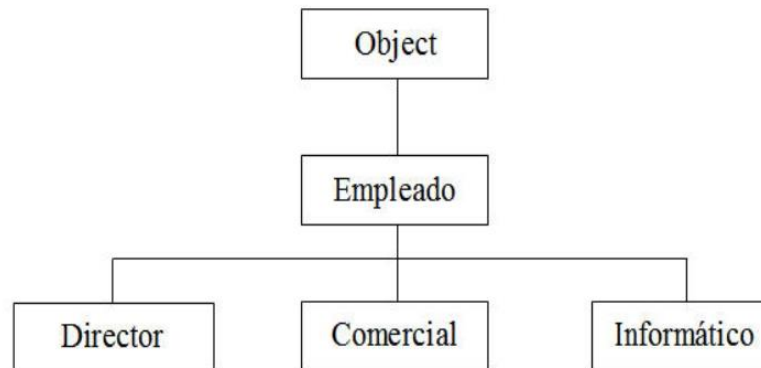 Object
Empleado
Director
Comercial
Informático